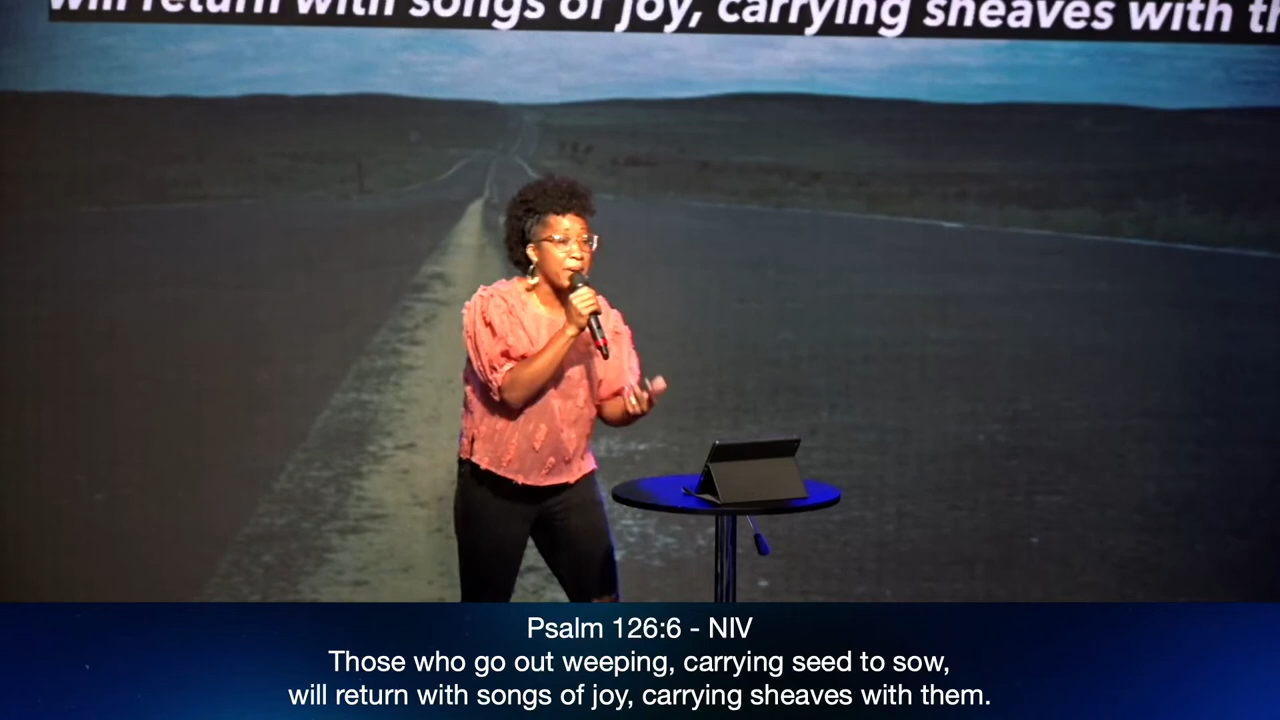 will return with songs of joy, carrying sheaves with
Psalm 126:6 - NIV
Those who go out weeping, carrying seed to sow,
will return with songs of joy, carrying sheaves with them.